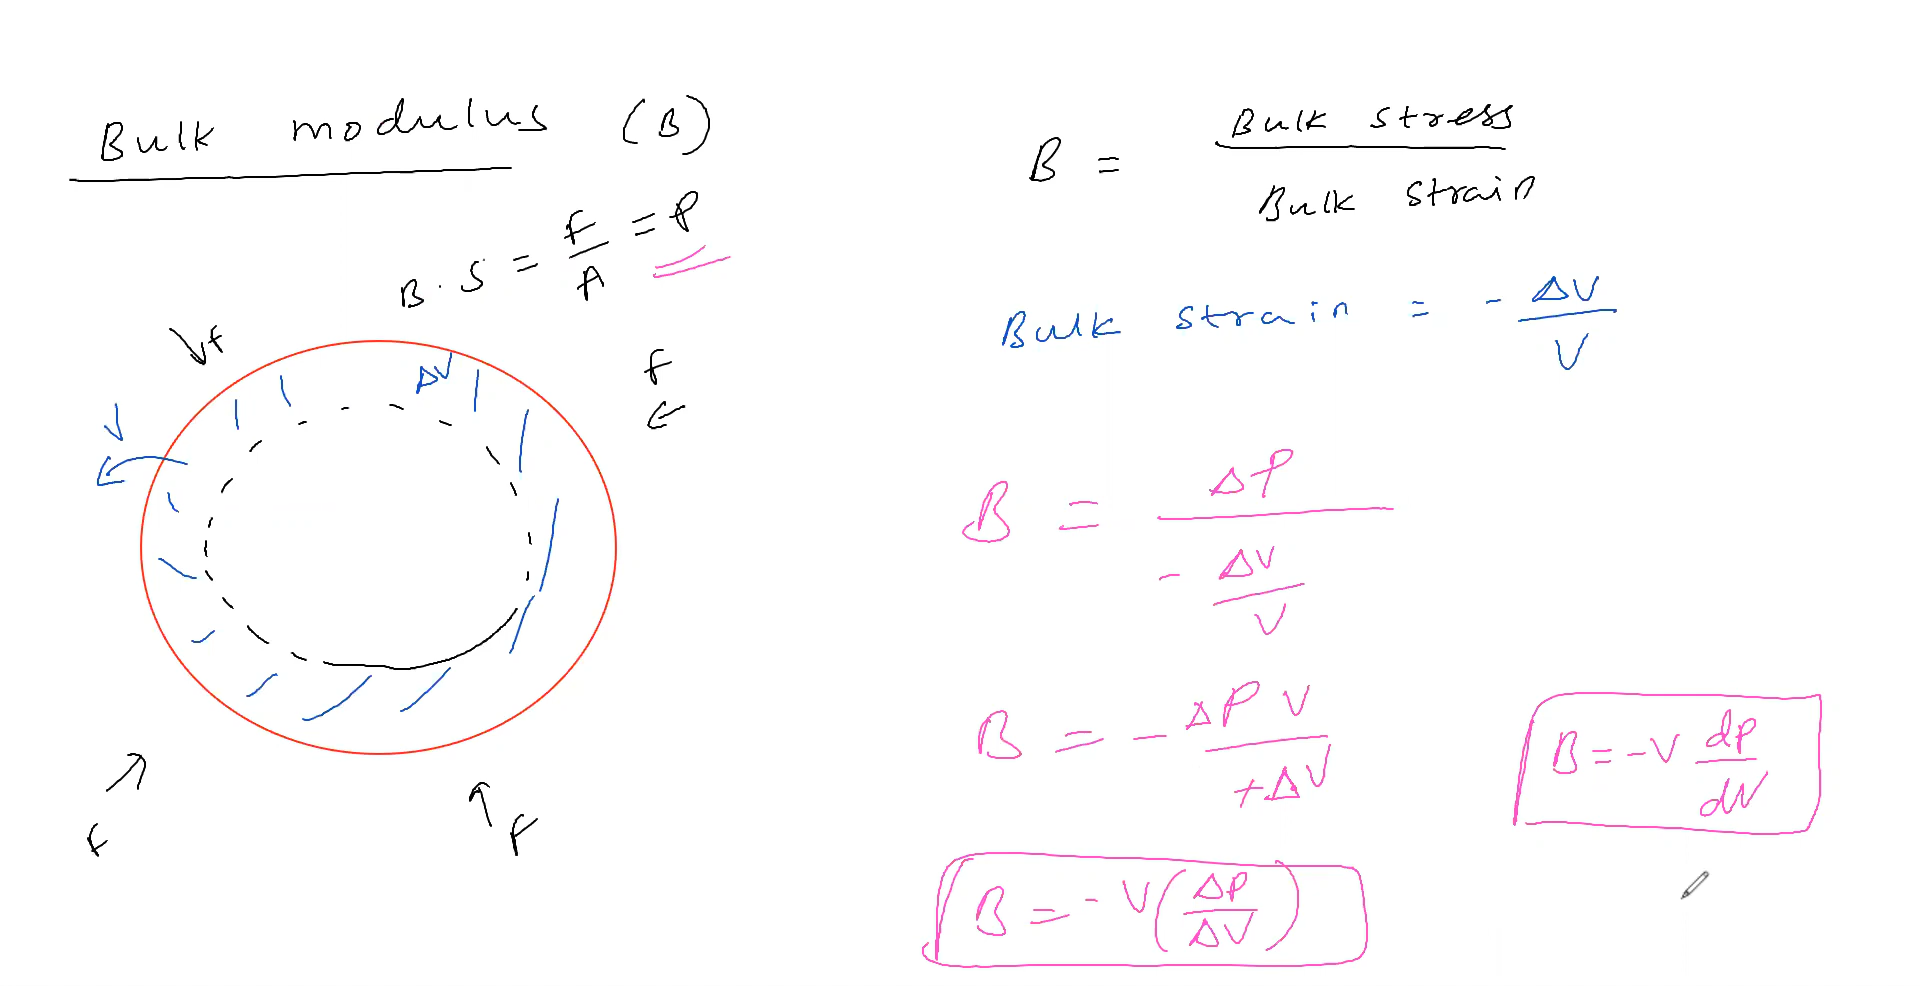 Bulk modulus (B)
B.S = F/A = P
f
ΔV
f
V
f
F
B = Bulk stress / Bulk strain
Bulk strain = - ΔV/V
B = ΔP / - ΔV/V
B = - ΔP V / +ΔV
B = - V (ΔP/ΔV)
B = -V dP/dV